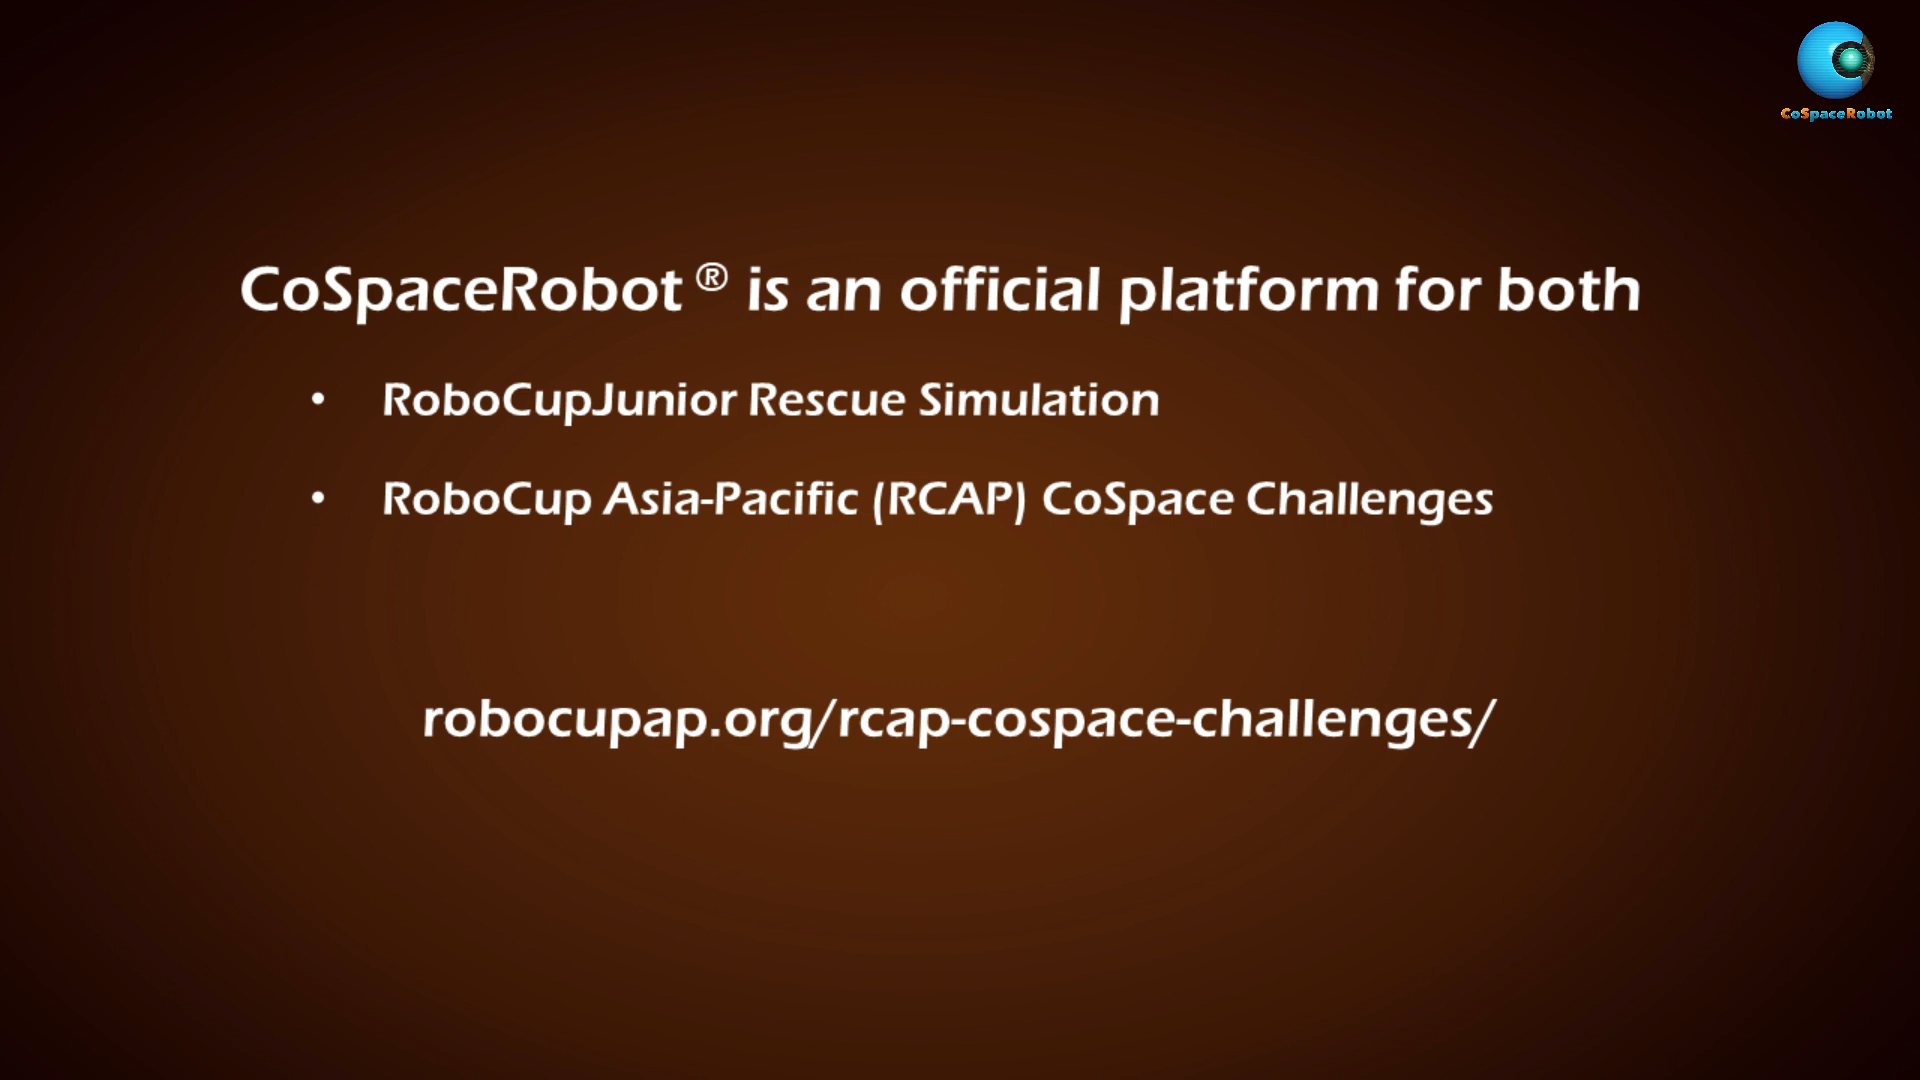 CoSpaceRobot
CoSpaceRobot ® is an official platform for both
• RoboCupJunior Rescue Simulation
• RoboCup Asia-Pacific (RCAP) CoSpace Challenges
robocupap.org/rcap-cospace-challenges/